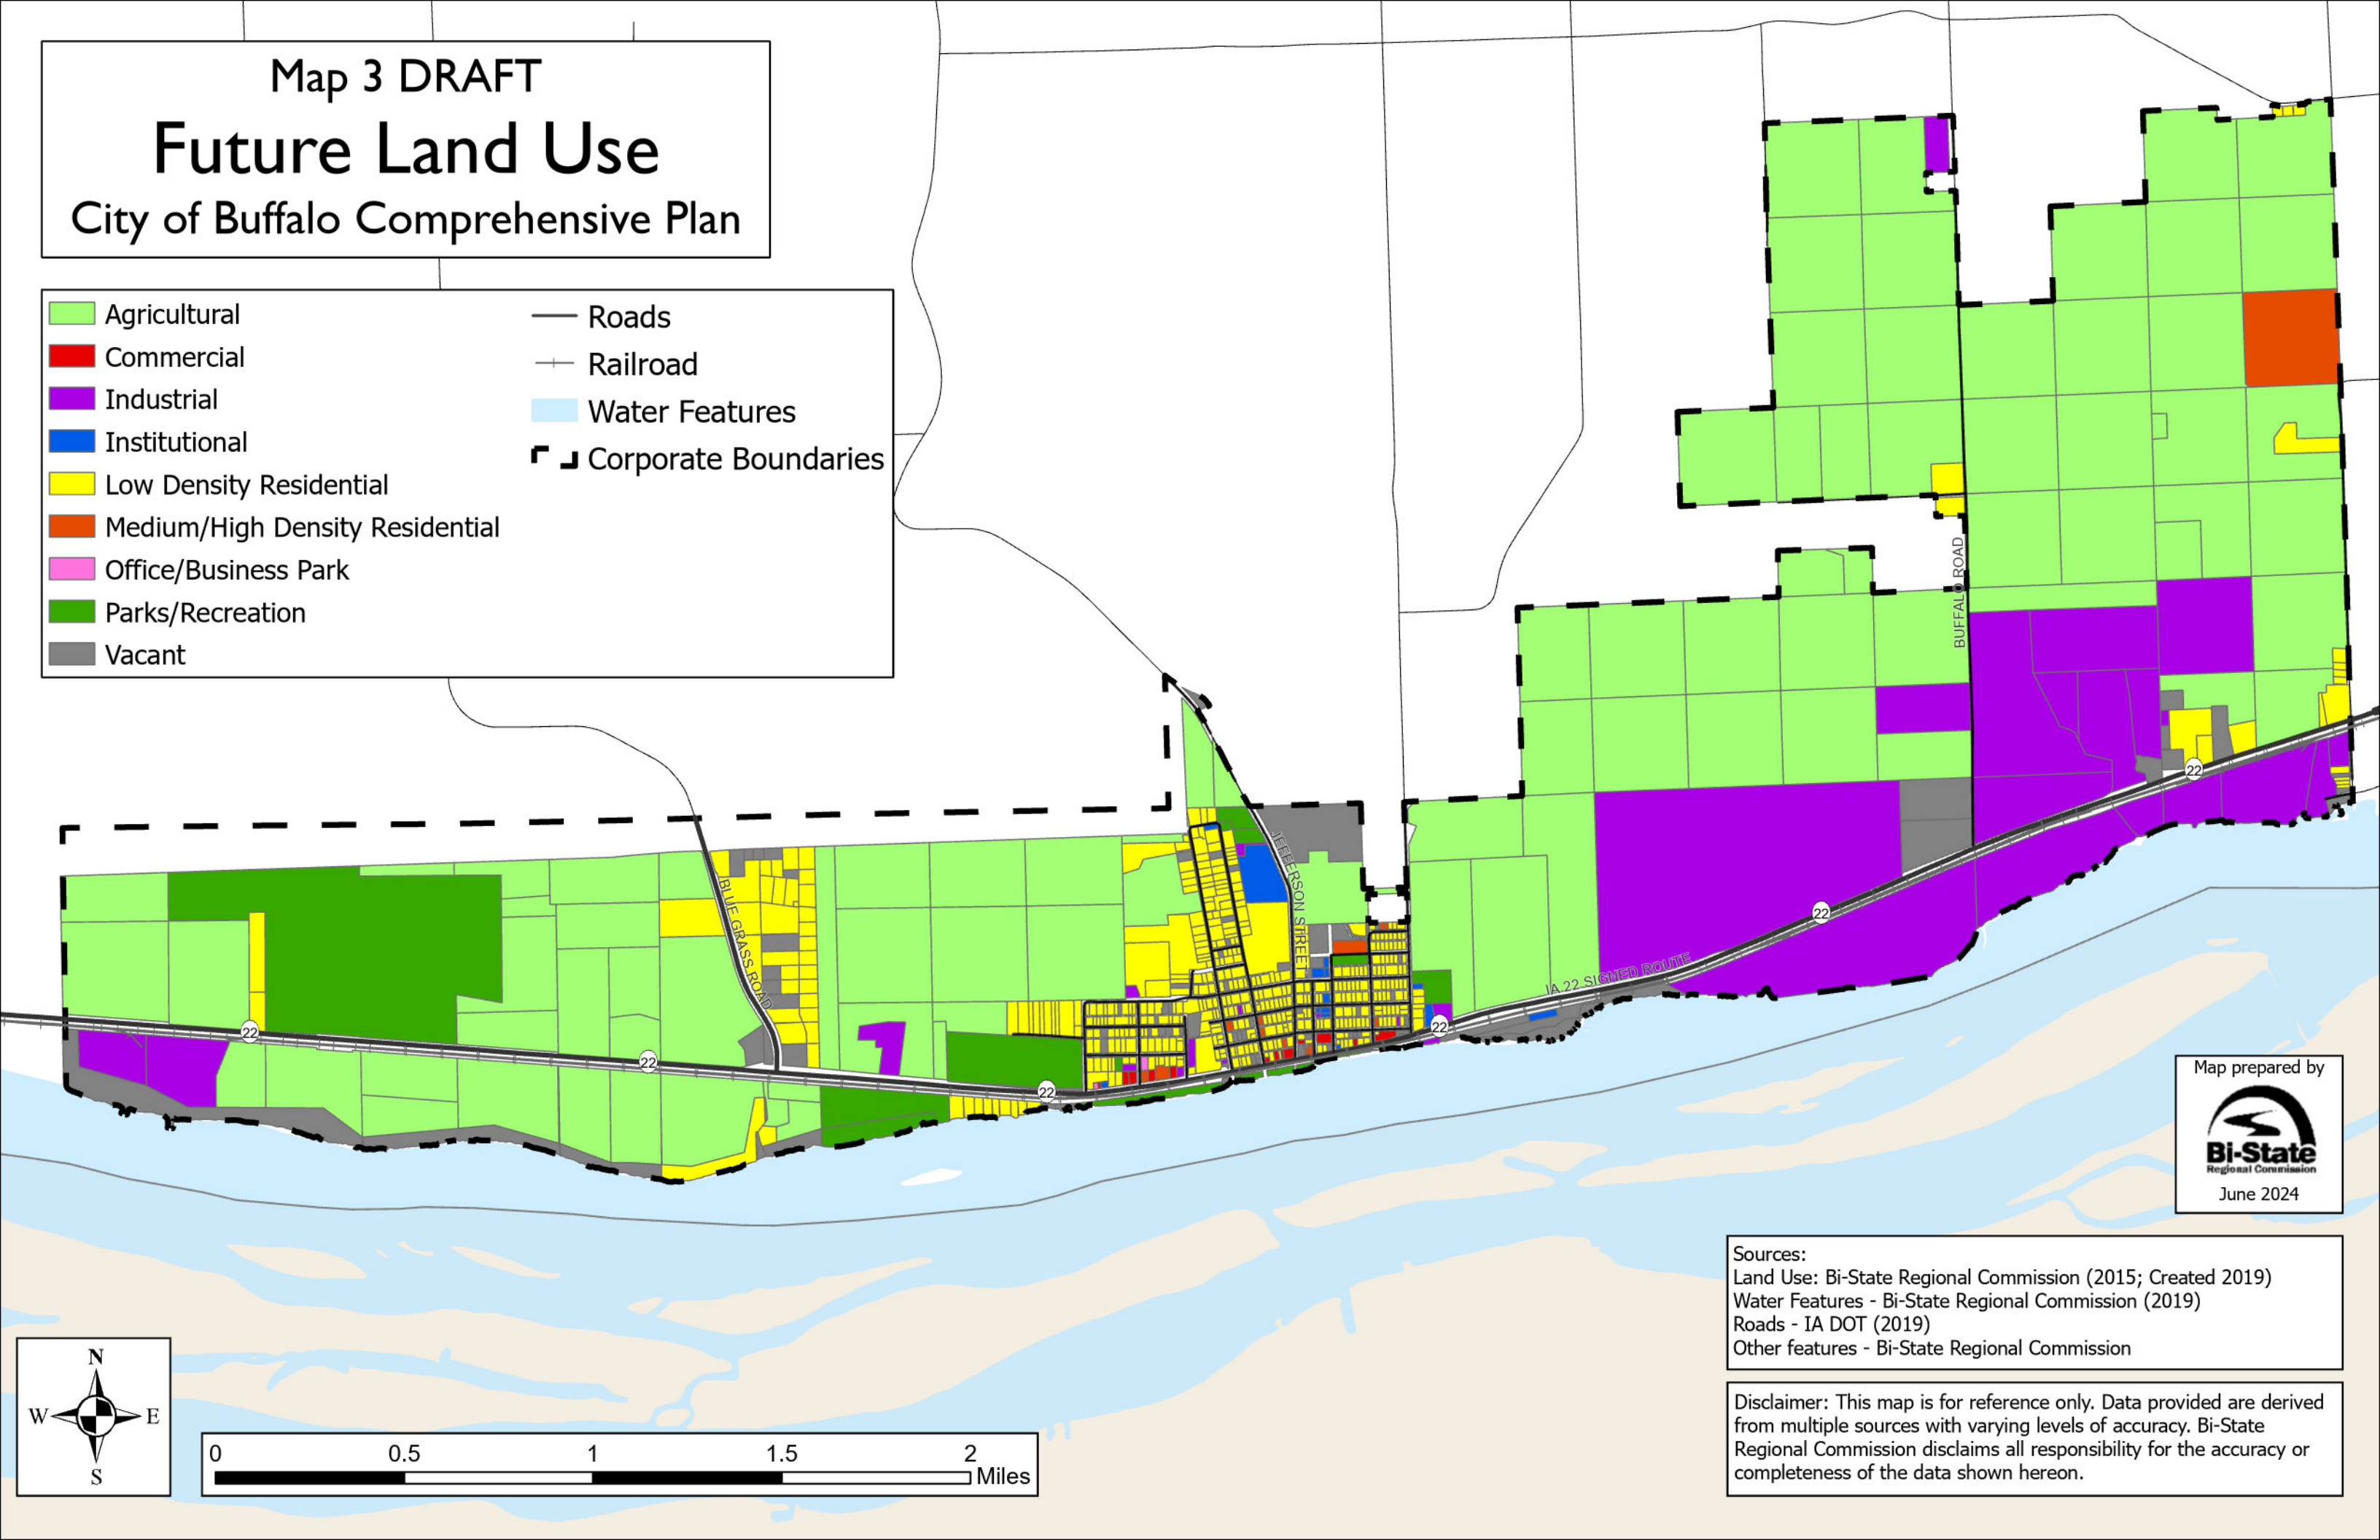 Map 3 DRAFT
Future Land Use
City of Buffalo Comprehensive Plan
Agricultural
Commercial
Industrial
Institutional
Low Density Residential
Medium/High Density Residential
Office/Business Park
Parks/Recreation
Vacant
Roads
Railroad
Water Features
Corporate Boundaries
BUFFALO ROAD
JEFFERSON STREET
BLUE GRASS ROAD
IA 22 SIGNED ROUTE
22
22
22
22
22
22
Map prepared by
Bi-State
Regional Commission
June 2024
Sources:
Land Use: Bi-State Regional Commission (2015; Created 2019)
Water Features - Bi-State Regional Commission (2019)
Roads - IA DOT (2019)
Other features - Bi-State Regional Commission
Disclaimer: This map is for reference only. Data provided are derived
from multiple sources with varying levels of accuracy. Bi-State
Regional Commission disclaims all responsibility for the accuracy or
completeness of the data shown hereon.
N
W E
S
0 0.5 1 1.5 2
Miles